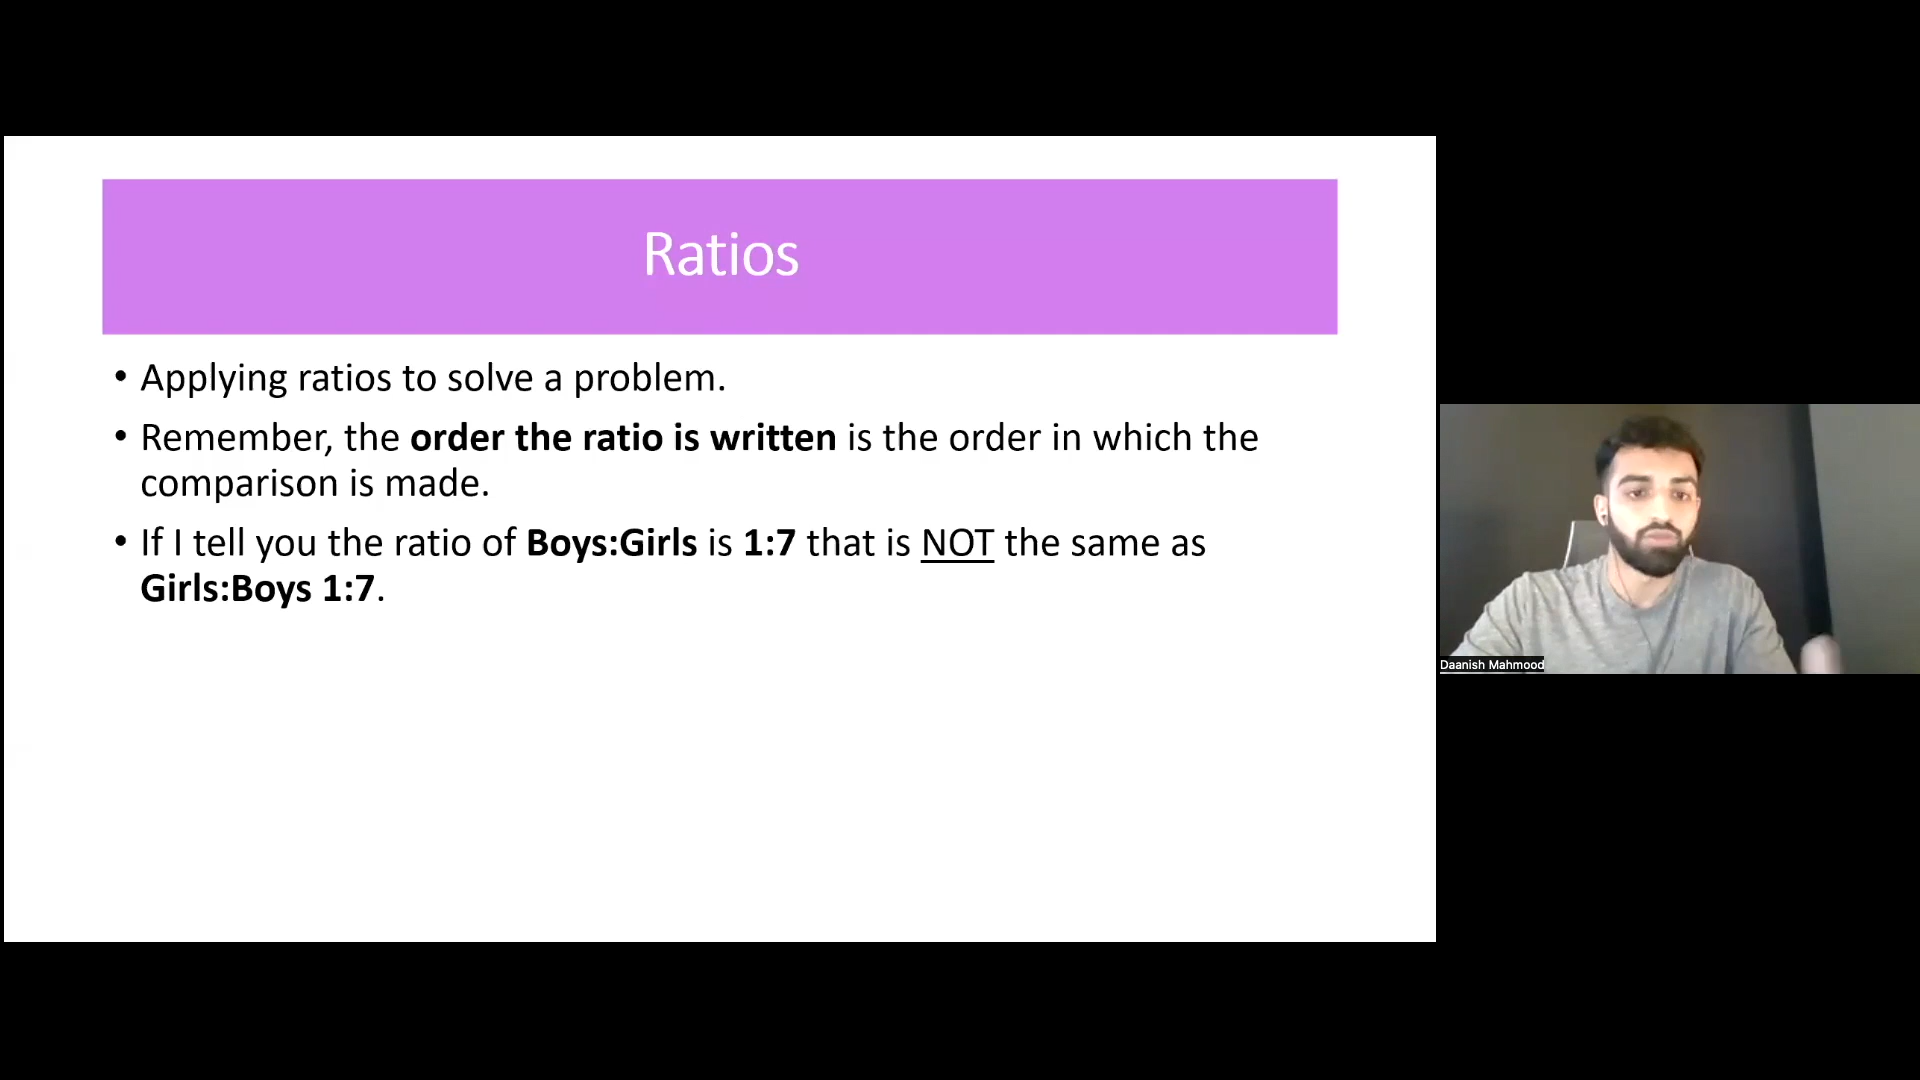 Ratios
• Applying ratios to solve a problem.
• Remember, the order the ratio is written is the order in which the
comparison is made.
• If I tell you the ratio of Boys:Girls is 1:7 that is NOT the same as
Girls:Boys 1:7.
Daanish Mahmood